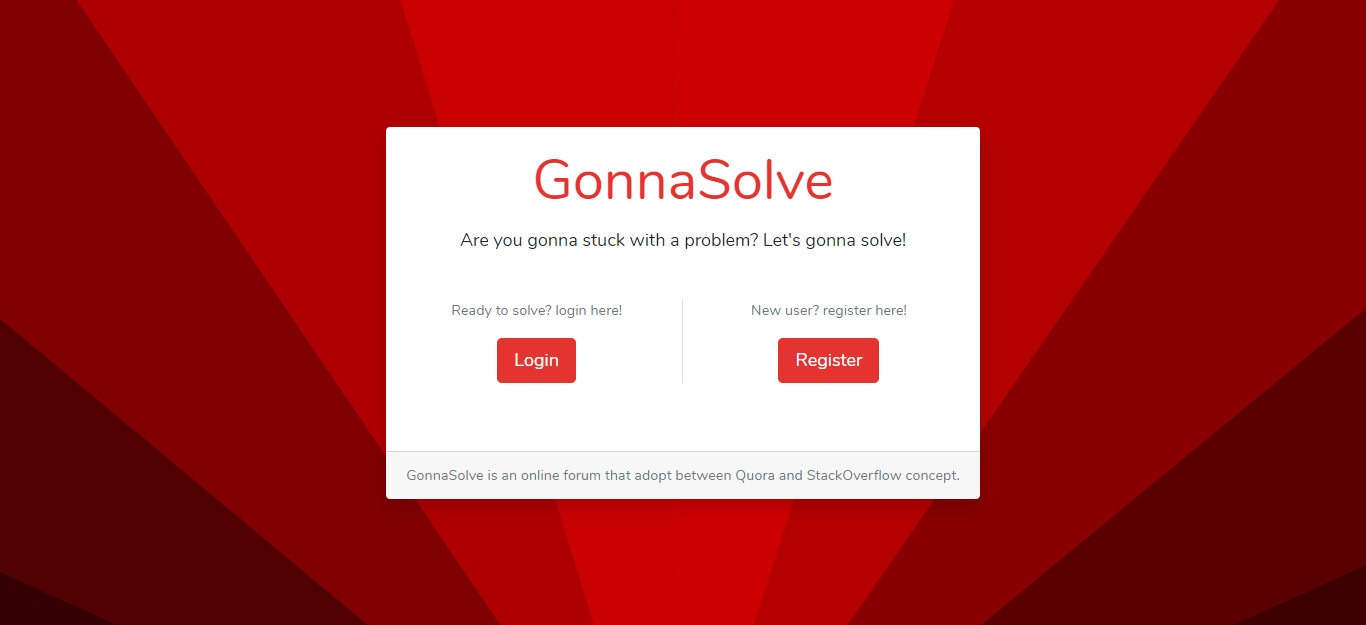 GonnaSolve
Are you gonna stuck with a problem? Let's gonna solve!
Ready to solve? login here!
Login
New user? register here!
Register
GonnaSolve is an online forum that adopt between Quora and StackOverflow concept.